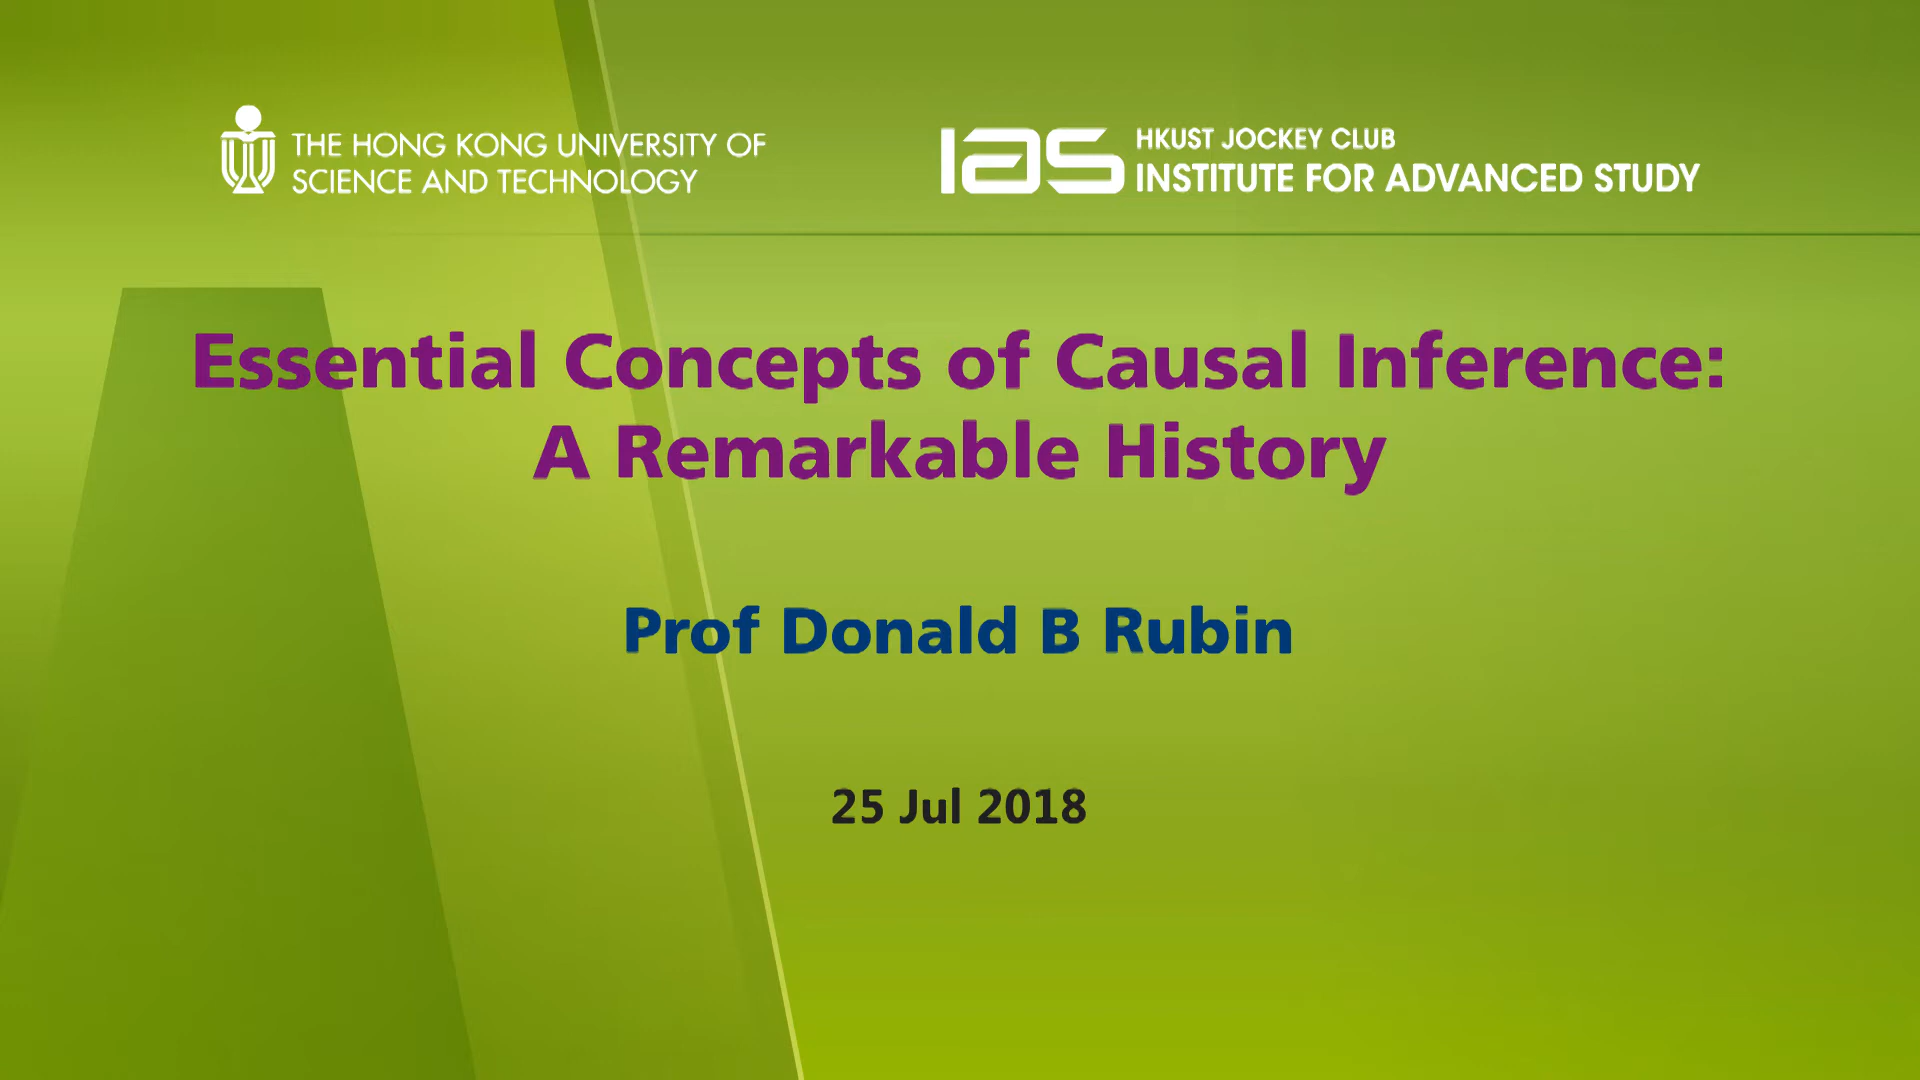 THE HONG KONG UNIVERSITY OF
SCIENCE AND TECHNOLOGY
ias
HKUST JOCKEY CLUB
INSTITUTE FOR ADVANCED STUDY
Essential Concepts of Causal Inference:
A Remarkable History
Prof Donald B Rubin
25 Jul 2018